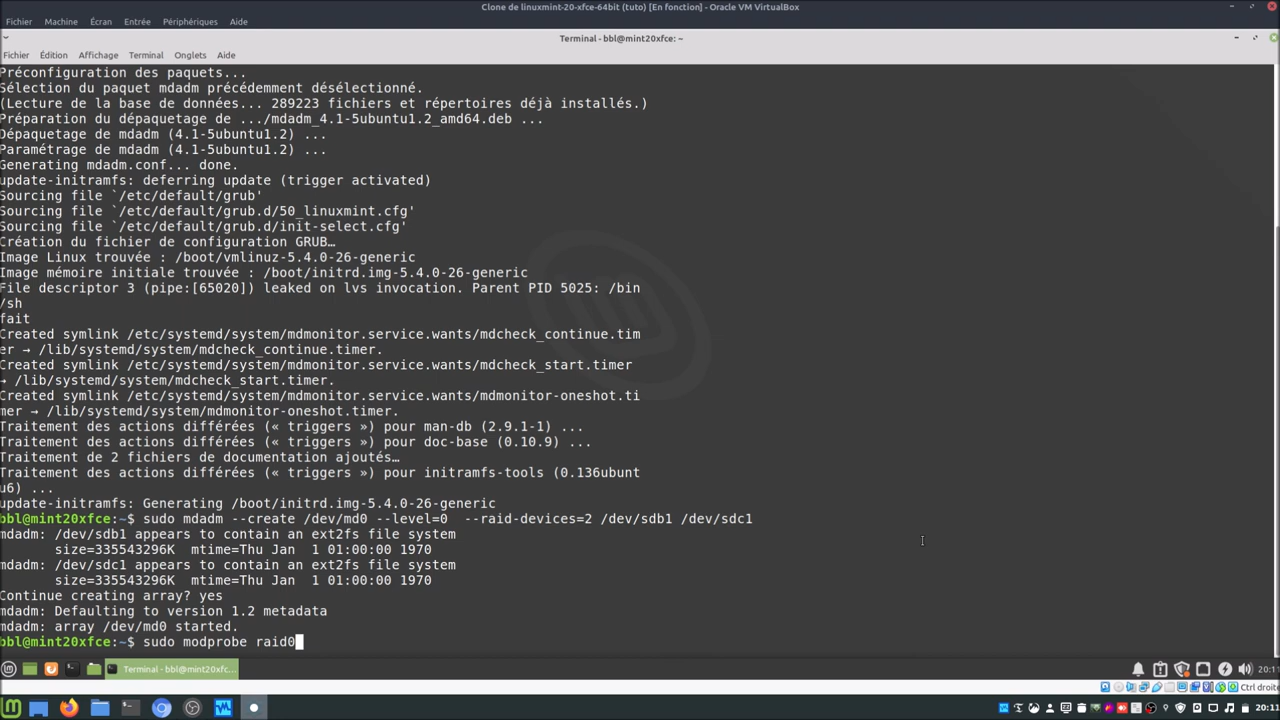 Clone de linuxmint-20-xfce-64bit (tuto) [En fonction] - Oracle VM VirtualBox
Fichier Machine Écran Entrée Périphériques Aide
Terminal - bbl@mint20xfce: ~
Fichier Édition Affichage Terminal Onglets Aide
Préconfiguration des paquets...
Sélection du paquet mdadm précédemment désélectionné.
(Lecture de la base de données... 289223 fichiers et répertoires déjà installés.)
Préparation du dépaquetage de .../mdadm_4.1-5ubuntu1.2_amd64.deb ...
Dépaquetage de mdadm (4.1-5ubuntu1.2) ...
Paramétrage de mdadm (4.1-5ubuntu1.2) ...
Generating mdadm.conf... done.
update-initramfs: deferring update (trigger activated)
Sourcing file `/etc/default/grub'
Sourcing file `/etc/default/grub.d/50_linuxmint.cfg'
Sourcing file `/etc/default/grub.d/init-select.cfg'
Création du fichier de configuration GRUB…
Image Linux trouvée : /boot/vmlinuz-5.4.0-26-generic
Image mémoire initiale trouvée : /boot/initrd.img-5.4.0-26-generic
File descriptor 3 (pipe:[65020]) leaked on lvs invocation. Parent PID 5025: /bin
/sh
fait
Created symlink /etc/systemd/system/mdmonitor.service.wants/mdcheck_continue.tim
er → /lib/systemd/system/mdcheck_continue.timer.
Created symlink /etc/systemd/system/mdmonitor.service.wants/mdcheck_start.timer
→ /lib/systemd/system/mdcheck_start.timer.
Created symlink /etc/systemd/system/mdmonitor.service.wants/mdmonitor-oneshot.ti
mer → /lib/systemd/system/mdmonitor-oneshot.timer.
Traitement des actions différées (« triggers ») pour man-db (2.9.1-1) ...
Traitement des actions différées (« triggers ») pour doc-base (0.10.9) ...
Traitement de 2 fichiers de documentation ajoutés…
Traitement des actions différées (« triggers ») pour initramfs-tools (0.136ubunt
u6) ...
update-initramfs: Generating /boot/initrd.img-5.4.0-26-generic
bbl@mint20xfce:~$ sudo mdadm --create /dev/md0 --level=0  --raid-devices=2 /dev/sdb1 /dev/sdc1
mdadm: /dev/sdb1 appears to contain an ext2fs file system
size=335543296K  mtime=Thu Jan  1 01:00:00 1970
mdadm: /dev/sdc1 appears to contain an ext2fs file system
size=335543296K  mtime=Thu Jan  1 01:00:00 1970
Continue creating array? yes
mdadm: Defaulting to version 1.2 metadata
mdadm: array /dev/md0 started.
bbl@mint20xfce:~$ sudo modprobe raid0
Terminal - bbl@mint20xfc... 20:11
Ctrl droite
20:11